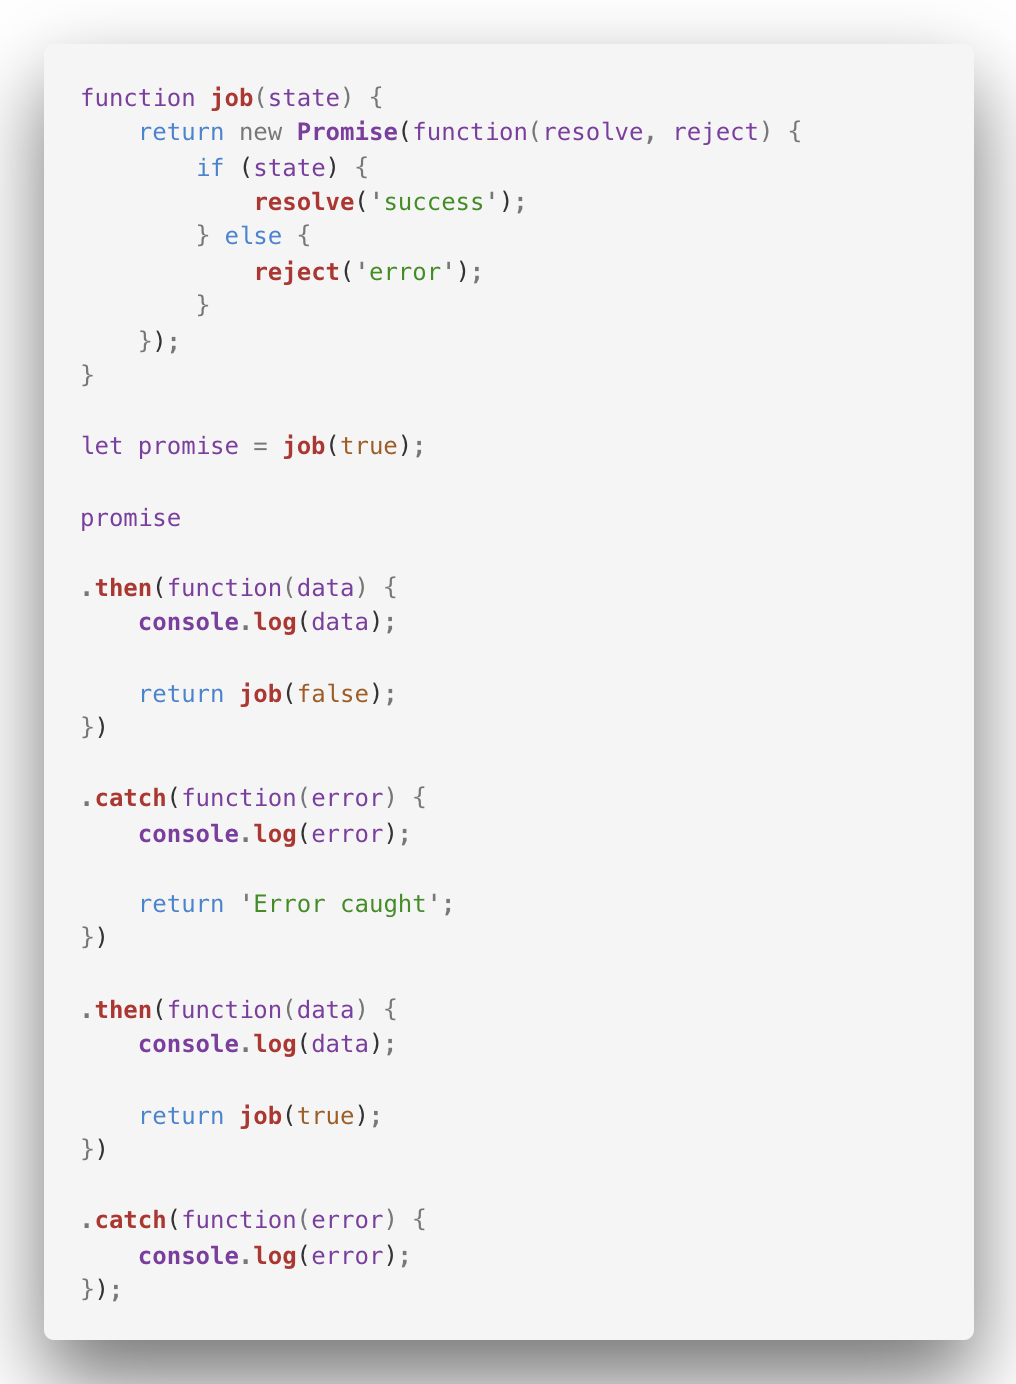 function job(state) {
    return new Promise(function(resolve, reject) {
        if (state) {
            resolve('success');
        } else {
            reject('error');
        }
    });
}

let promise = job(true);

promise

.then(function(data) {
    console.log(data);

    return job(false);
})

.catch(function(error) {
    console.log(error);

    return 'Error caught';
})

.then(function(data) {
    console.log(data);

    return job(true);
})

.catch(function(error) {
    console.log(error);
});